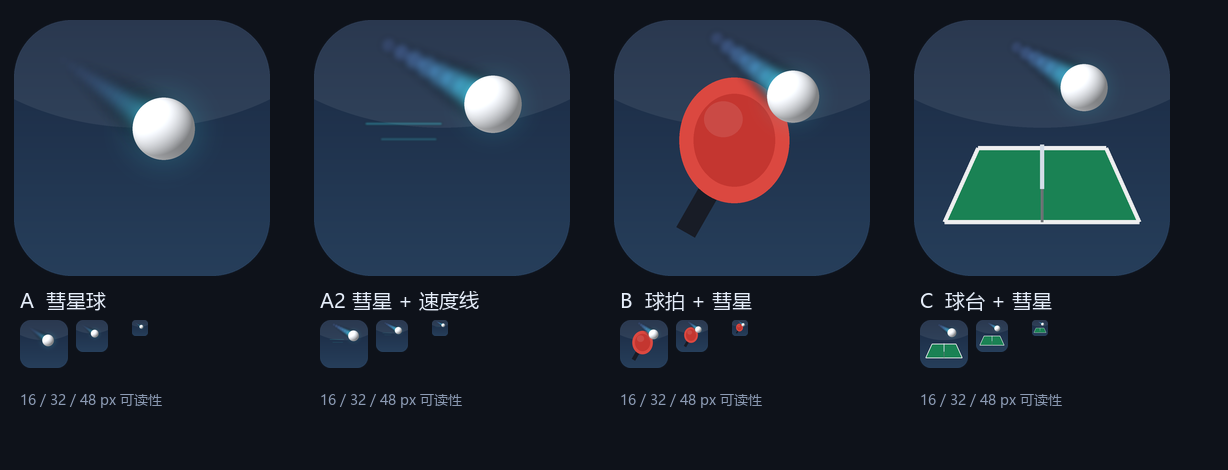 A 彗星球
A2 彗星 + 速度线
B 球拍 + 彗星
C 球台 + 彗星
16 / 32 / 48 px 可读性
16 / 32 / 48 px 可读性
16 / 32 / 48 px 可读性
16 / 32 / 48 px 可读性